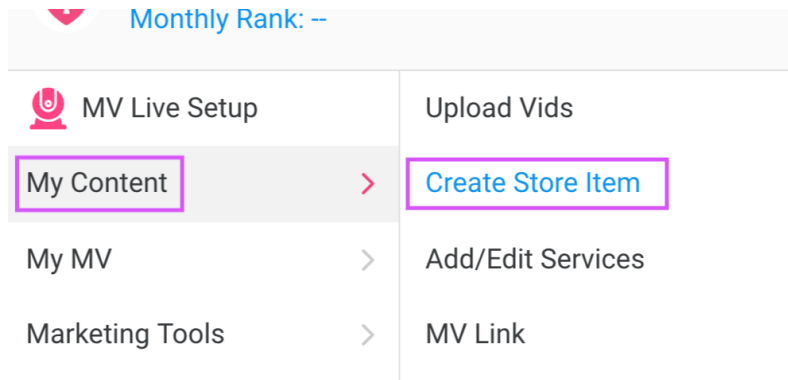 Monthly Rank: --
MV Live Setup
My Content
My MV
Marketing Tools
Upload Vids
Create Store Item
Add/Edit Services
MV Link